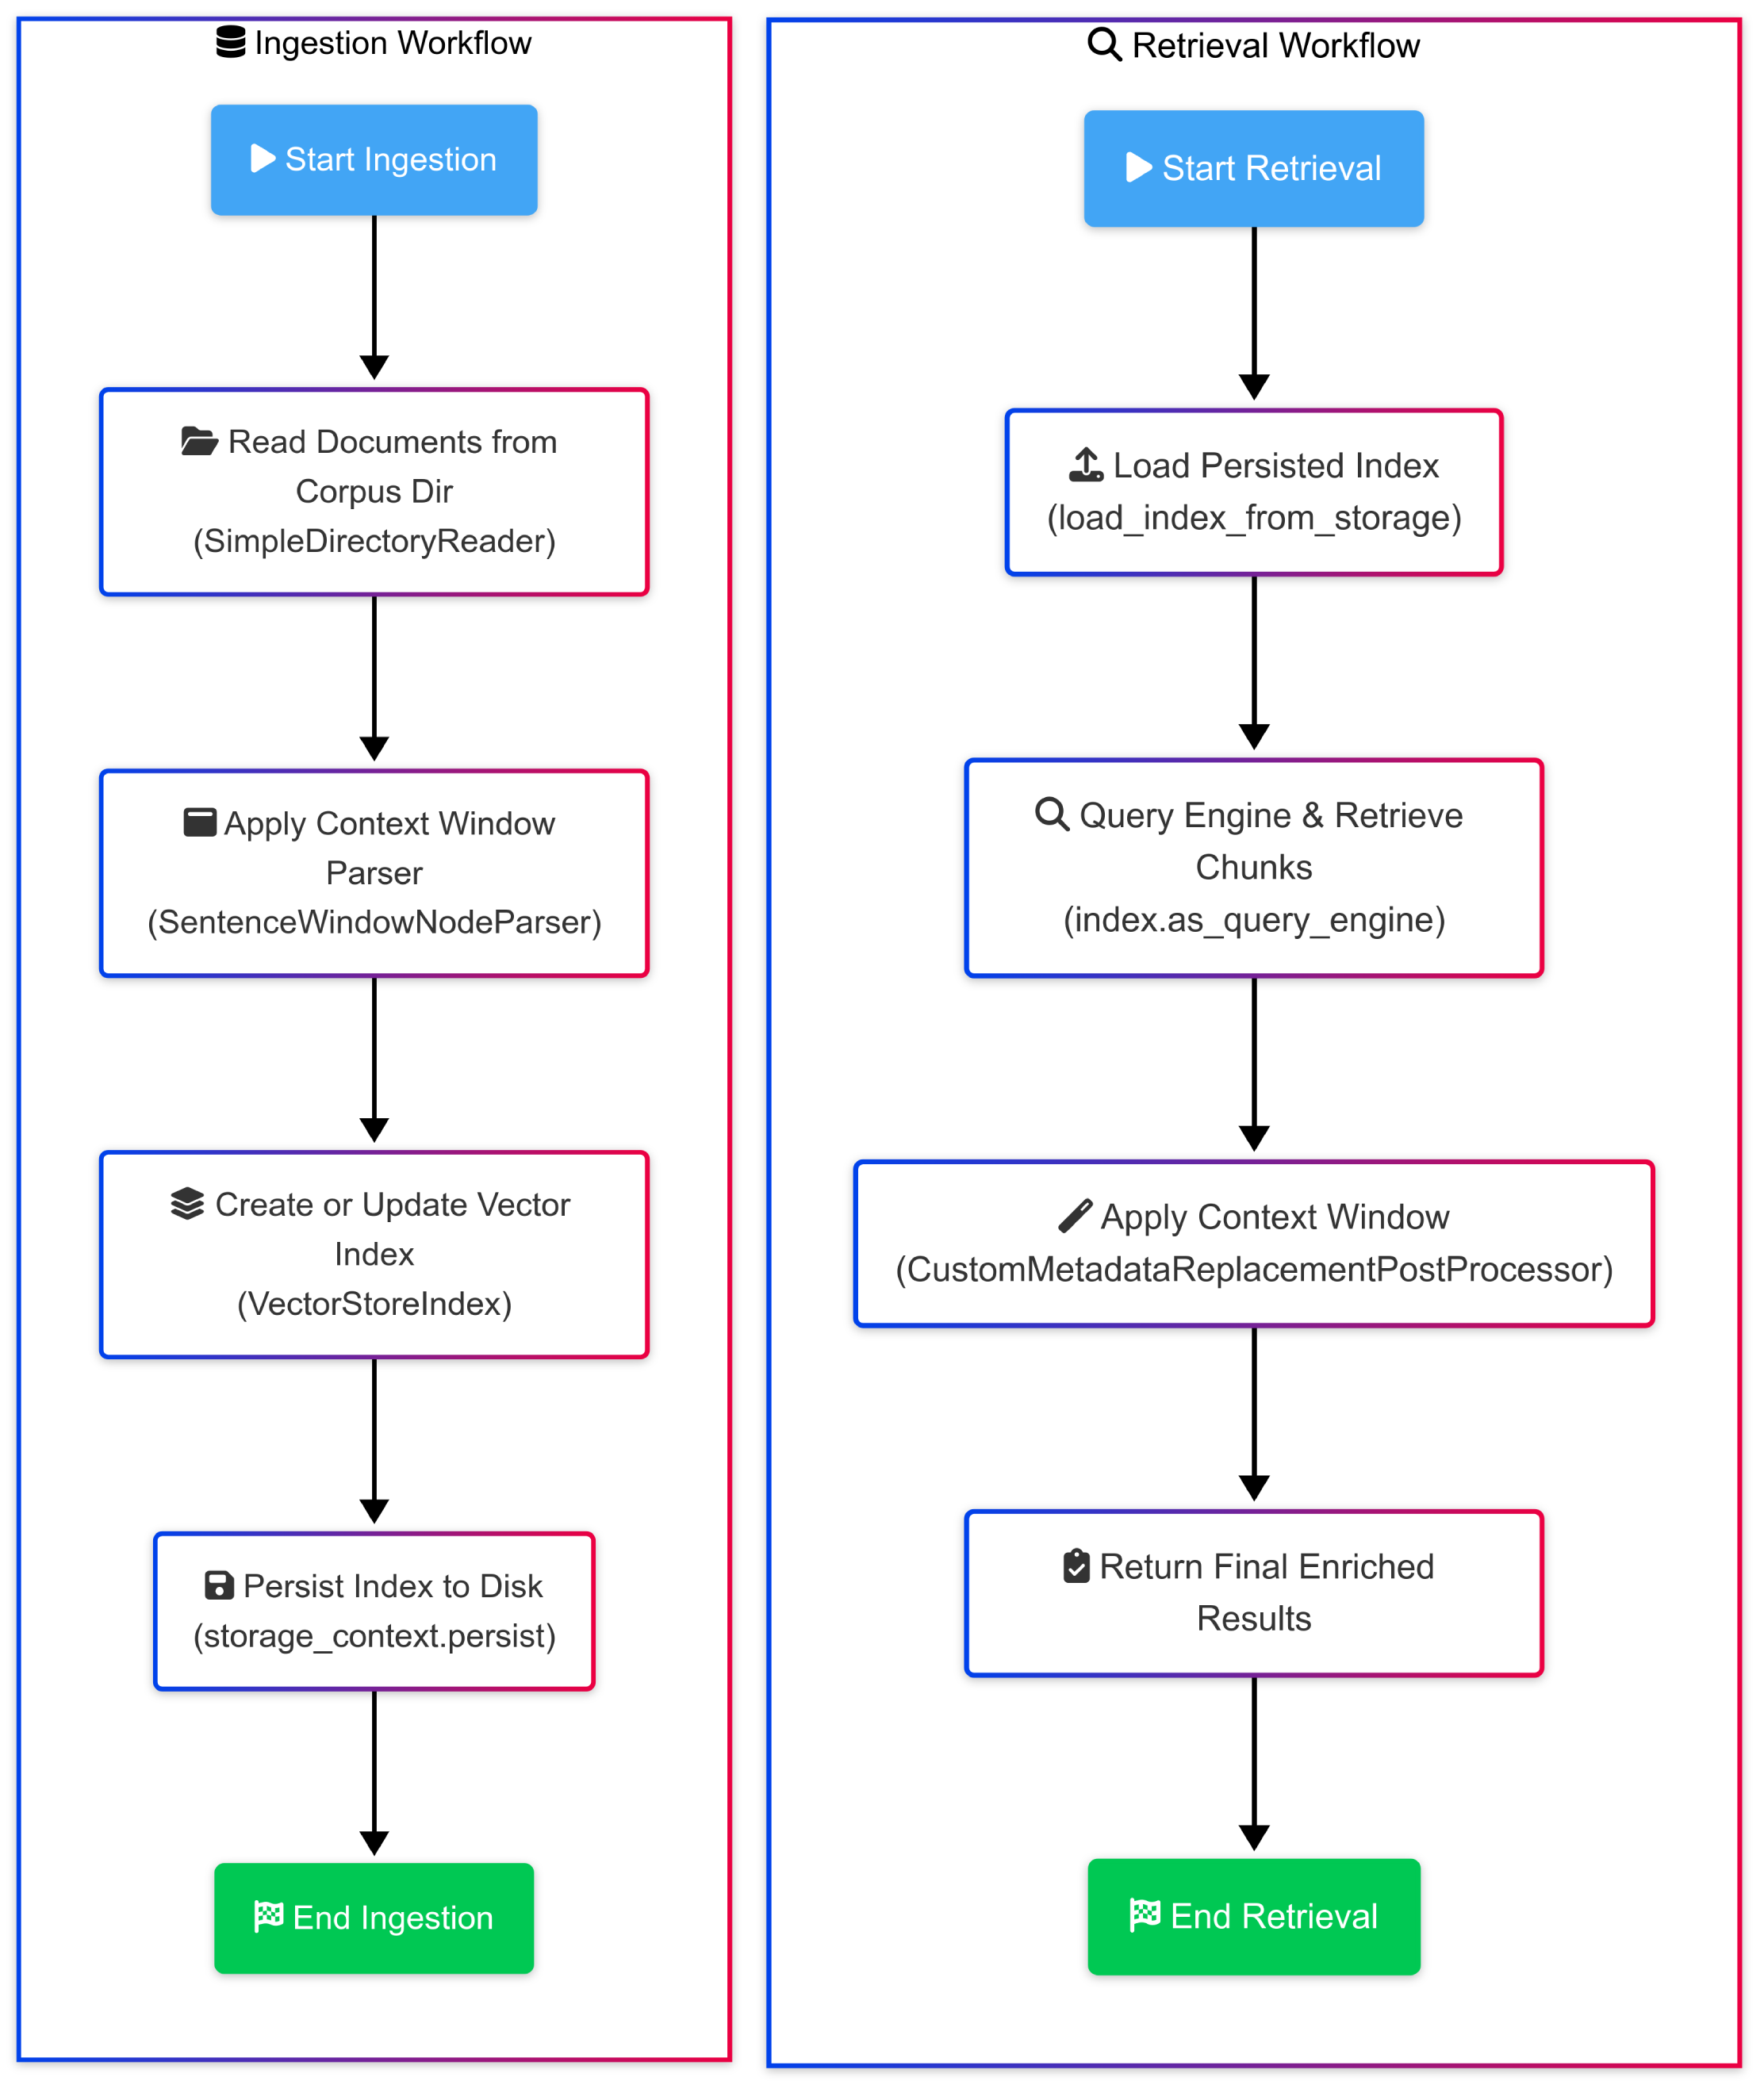 Ingestion Workflow
Start Ingestion
Read Documents from
Corpus Dir
(SimpleDirectoryReader)
Apply Context Window
Parser
(SentenceWindowNodeParser)
Create or Update Vector
Index
(VectorStoreIndex)
Persist Index to Disk
(storage_context.persist)
End Ingestion
Retrieval Workflow
Start Retrieval
Load Persisted Index
(load_index_from_storage)
Query Engine & Retrieve
Chunks
(index.as_query_engine)
Apply Context Window
(CustomMetadataReplacementPostProcessor)
Return Final Enriched
Results
End Retrieval